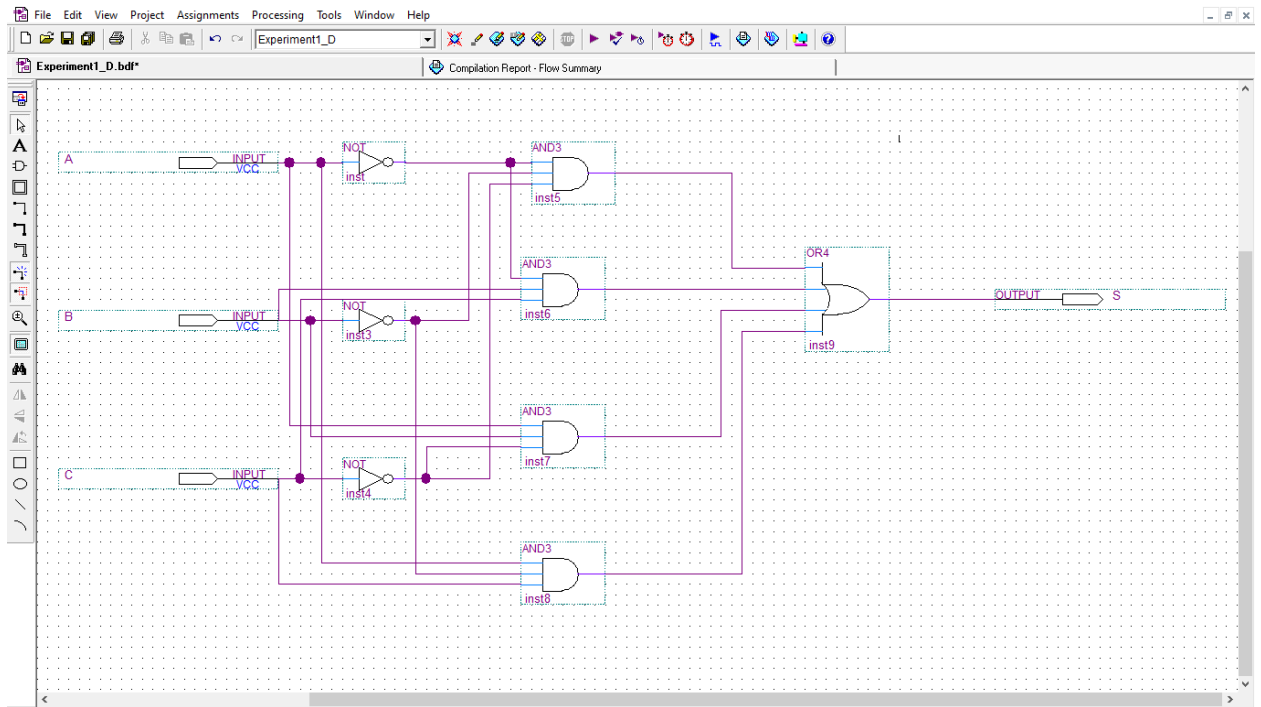 File Edit View Project Assignments Processing Tools Window Help
Experiment1_D
Experiment1_D.bdf*
Compilation Report - Flow Summary
A
INPUT
VCC
NOT
inst
AND3
inst5
AND3
inst6
OR4
inst9
OUTPUT
S
B
INPUT
VCC
NOT
inst3
AND3
inst7
C
INPUT
VCC
NOT
inst4
AND3
inst8